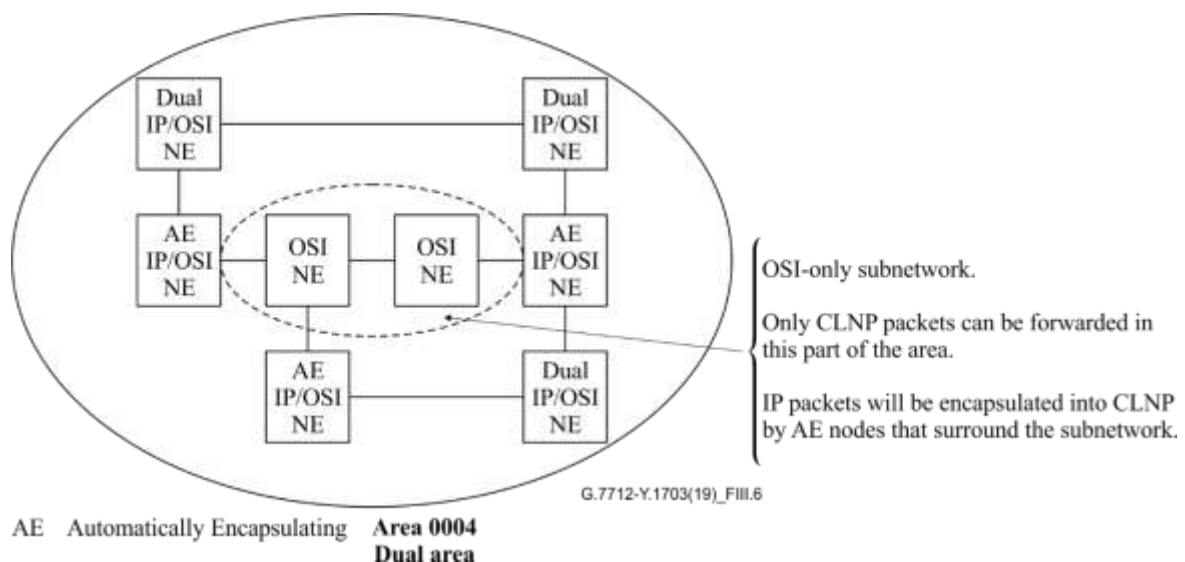 Dual
IP/OSI
NE
Dual
IP/OSI
NE
AE
IP/OSI
NE
OSI
NE
OSI
NE
AE
IP/OSI
NE
AE
IP/OSI
NE
Dual
IP/OSI
NE
OSI-only subnetwork.
Only CLNP packets can be forwarded in
this part of the area.
IP packets will be encapsulated into CLNP
by AE nodes that surround the subnetwork.
G.7712-Y.1703(19)_FIII.6
AE Automatically Encapsulating Area 0004
Dual area